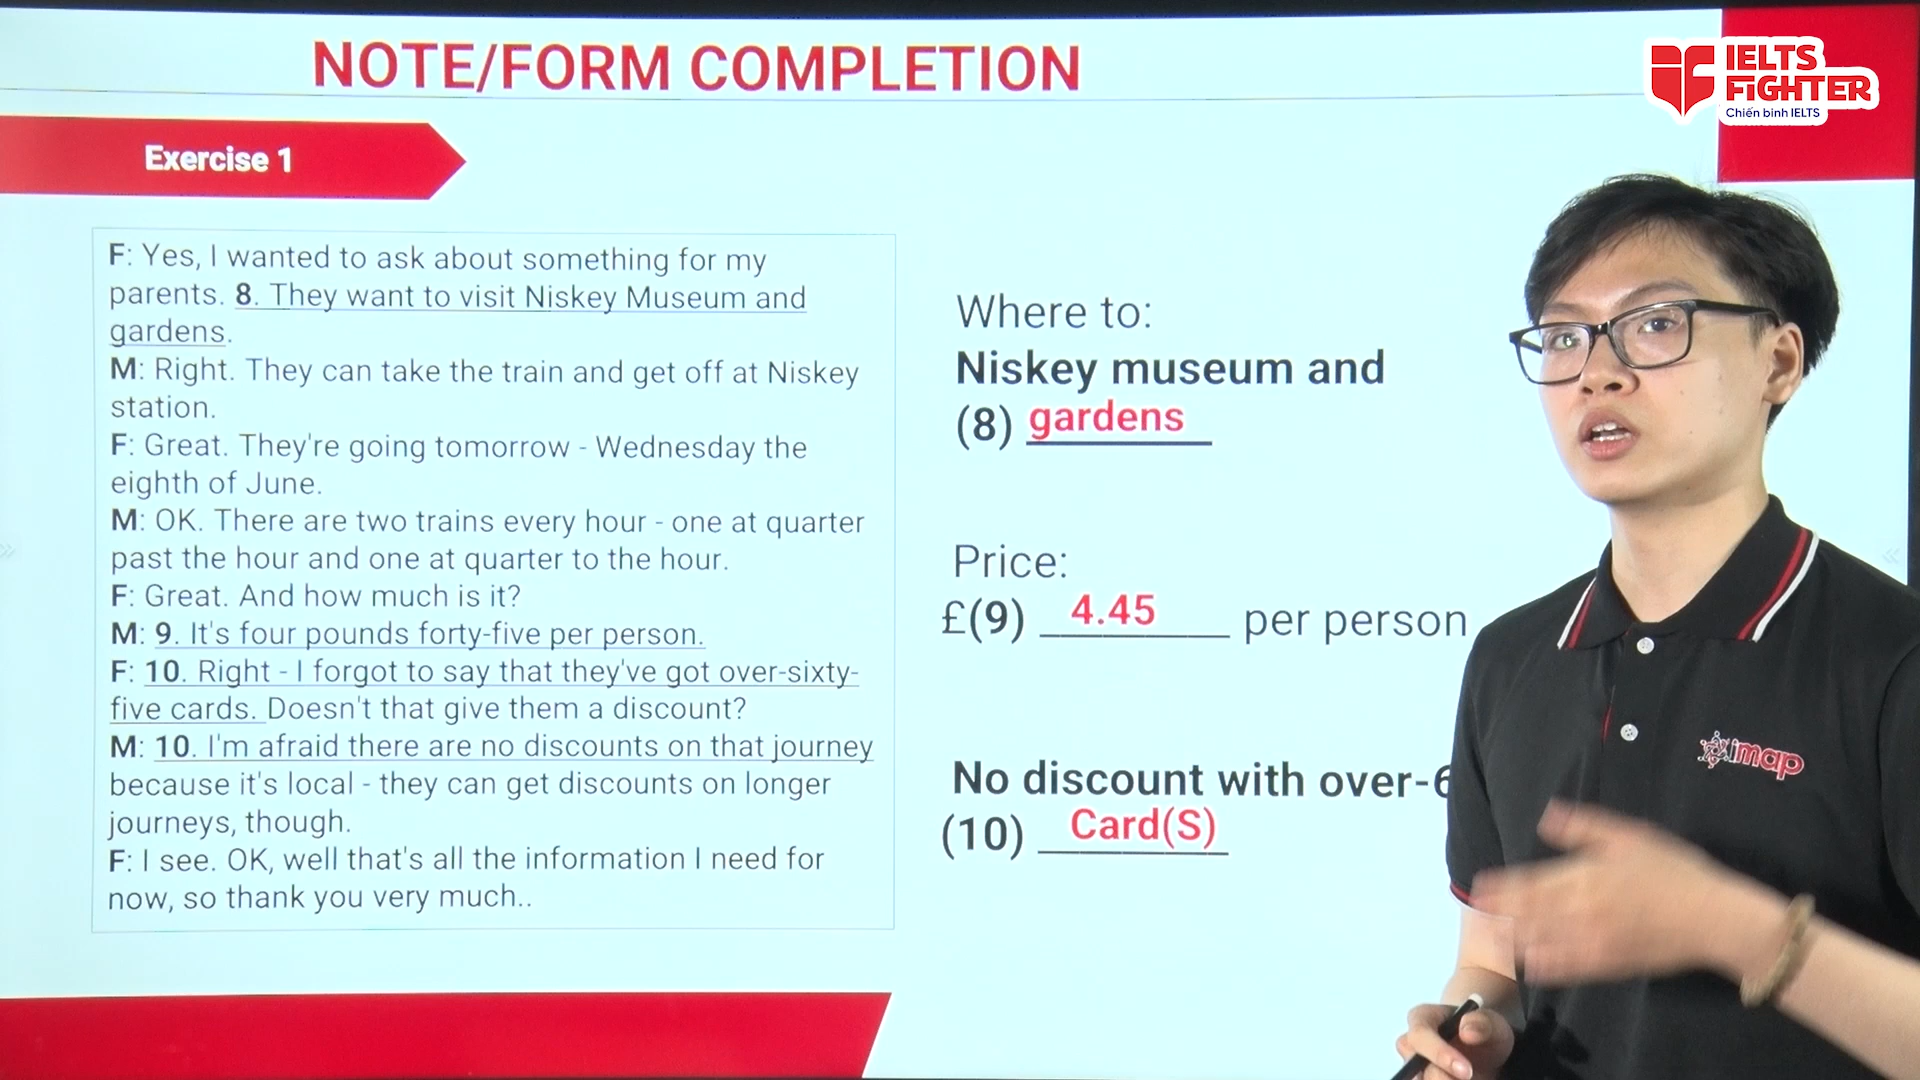 NOTE/FORM COMPLETION
IELTS
FIGHTER
Chiến binh IELTS
Exercise 1
F: Yes, I wanted to ask about something for my
parents. 8. They want to visit Niskey Museum and
gardens.
M: Right. They can take the train and get off at Niskey
station.
F: Great. They're going tomorrow - Wednesday the
eighth of June.
M: OK. There are two trains every hour - one at quarter
past the hour and one at quarter to the hour.
F: Great. And how much is it?
M: 9. It's four pounds forty-five per person.
F: 10. Right - I forgot to say that they've got over-sixty-
five cards. Doesn't that give them a discount?
M: 10. I'm afraid there are no discounts on that journey
because it's local - they can get discounts on longer
journeys, though.
F: I see. OK, well that's all the information I need for
now, so thank you very much..
Where to:
Niskey museum and
(8) gardens
Price:
£(9) 4.45 per person
No discount with over-6
(10) Card(S)
imap